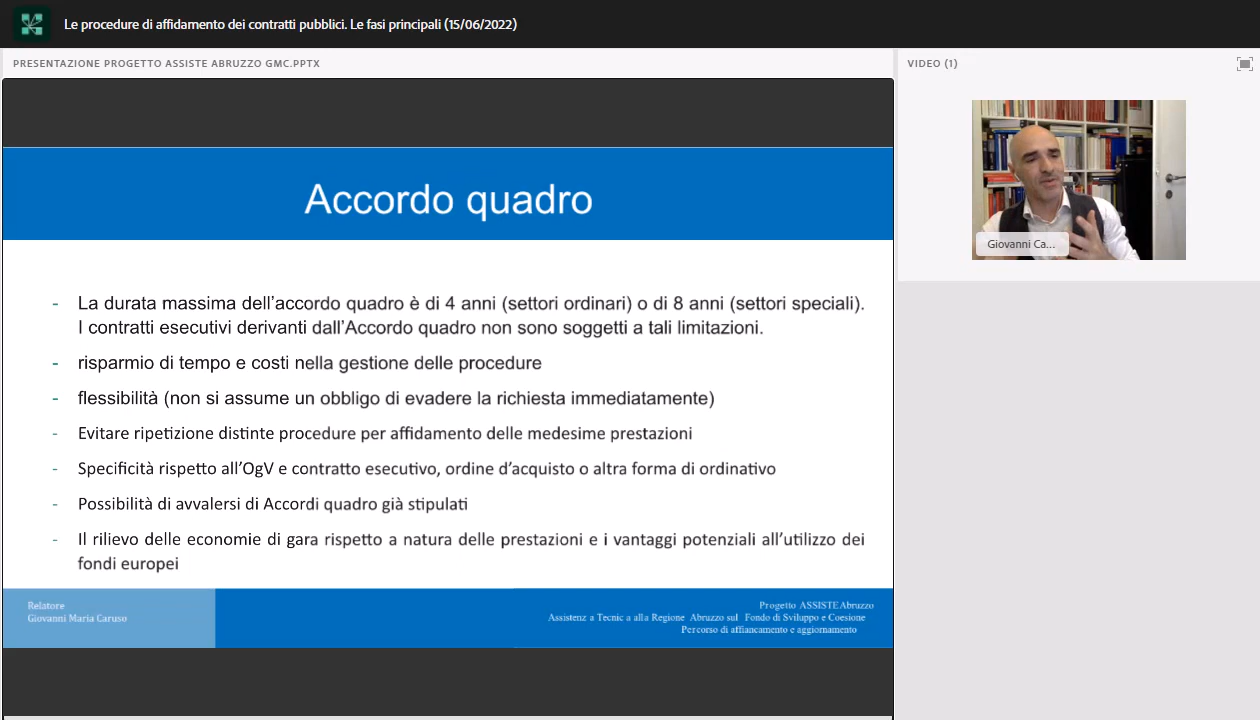 Le procedure di affidamento dei contratti pubblici. Le fasi principali (15/06/2022)
PRESENTAZIONE PROGETTO ASSISTE ABRUZZO GMC.PPTX
VIDEO (1)
Accordo quadro
- La durata massima dell'accordo quadro è di 4 anni (settori ordinari) o di 8 anni (settori speciali).
I contratti esecutivi derivanti dall'Accordo quadro non sono soggetti a tali limitazioni.
- risparmio di tempo e costi nella gestione delle procedure
- flessibilità (non si assume un obbligo di evadere la richiesta immediatamente)
- Evitare ripetizione distinte procedure per affidamento delle medesime prestazioni
- Specificità rispetto all'OgV e contratto esecutivo, ordine d'acquisto o altra forma di ordinativo
- Possibilità di avvalersi di Accordi quadro già stipulati
- Il rilievo delle economie di gara rispetto a natura delle prestazioni e i vantaggi potenziali all'utilizzo dei
fondi europei
Relatore
Giovanni Maria Caruso
Progetto ASSISTE Abruzzo
Assistenz a Tecnic a alla Regione Abruzzo sul Fondo di Sviluppo e Coesione
Percorso di affiancamento e aggiornamento
Giovanni Ca...